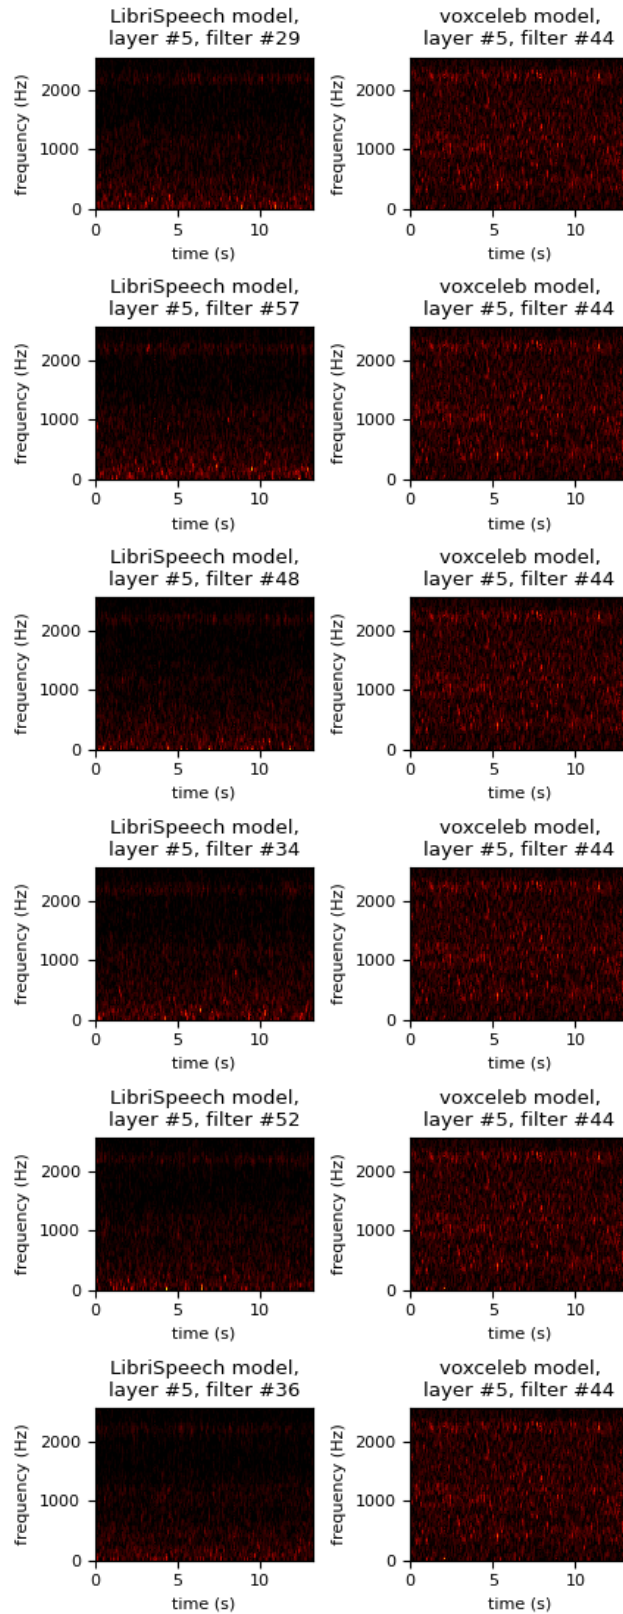 LibriSpeech model,
layer #5, filter #29
voxceleb model,
layer #5, filter #44
frequency (Hz)
2000
1000
0
0
5
10
time (s)
frequency (Hz)
2000
1000
0
0
5
10
time (s)
LibriSpeech model,
layer #5, filter #57
voxceleb model,
layer #5, filter #44
frequency (Hz)
2000
1000
0
0
5
10
time (s)
frequency (Hz)
2000
1000
0
0
5
10
time (s)
LibriSpeech model,
layer #5, filter #48
voxceleb model,
layer #5, filter #44
frequency (Hz)
2000
1000
0
0
5
10
time (s)
frequency (Hz)
2000
1000
0
0
5
10
time (s)
LibriSpeech model,
layer #5, filter #34
voxceleb model,
layer #5, filter #44
frequency (Hz)
2000
1000
0
0
5
10
time (s)
frequency (Hz)
2000
1000
0
0
5
10
time (s)
LibriSpeech model,
layer #5, filter #52
voxceleb model,
layer #5, filter #44
frequency (Hz)
2000
1000
0
0
5
10
time (s)
frequency (Hz)
2000
1000
0
0
5
10
time (s)
LibriSpeech model,
layer #5, filter #36
voxceleb model,
layer #5, filter #44
frequency (Hz)
2000
1000
0
0
5
10
time (s)
frequency (Hz)
2000
1000
0
0
5
10
time (s)